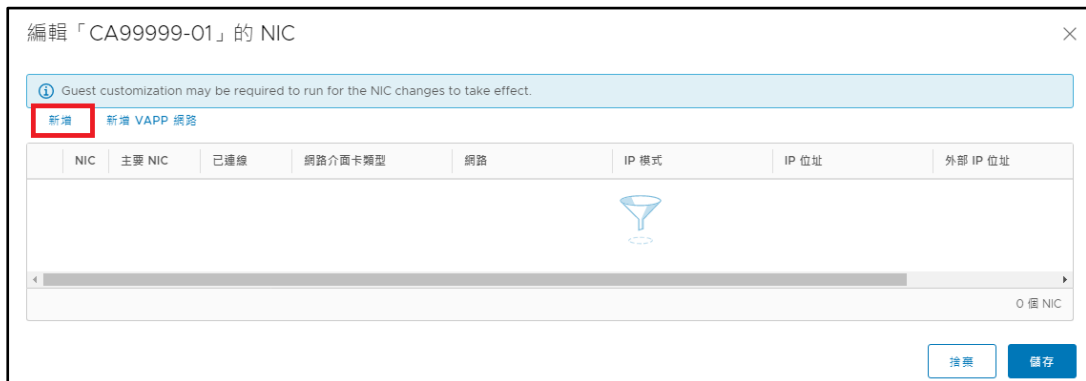 編輯「CA99999-01」的 NIC
Guest customization may be required to run for the NIC changes to take effect.
新增 新增 VAPP 網路
NIC 主要 NIC 已連線 網路介面卡類型 網路 IP 模式 IP 位址 外部 IP 位址
0 個 NIC
捨棄 儲存